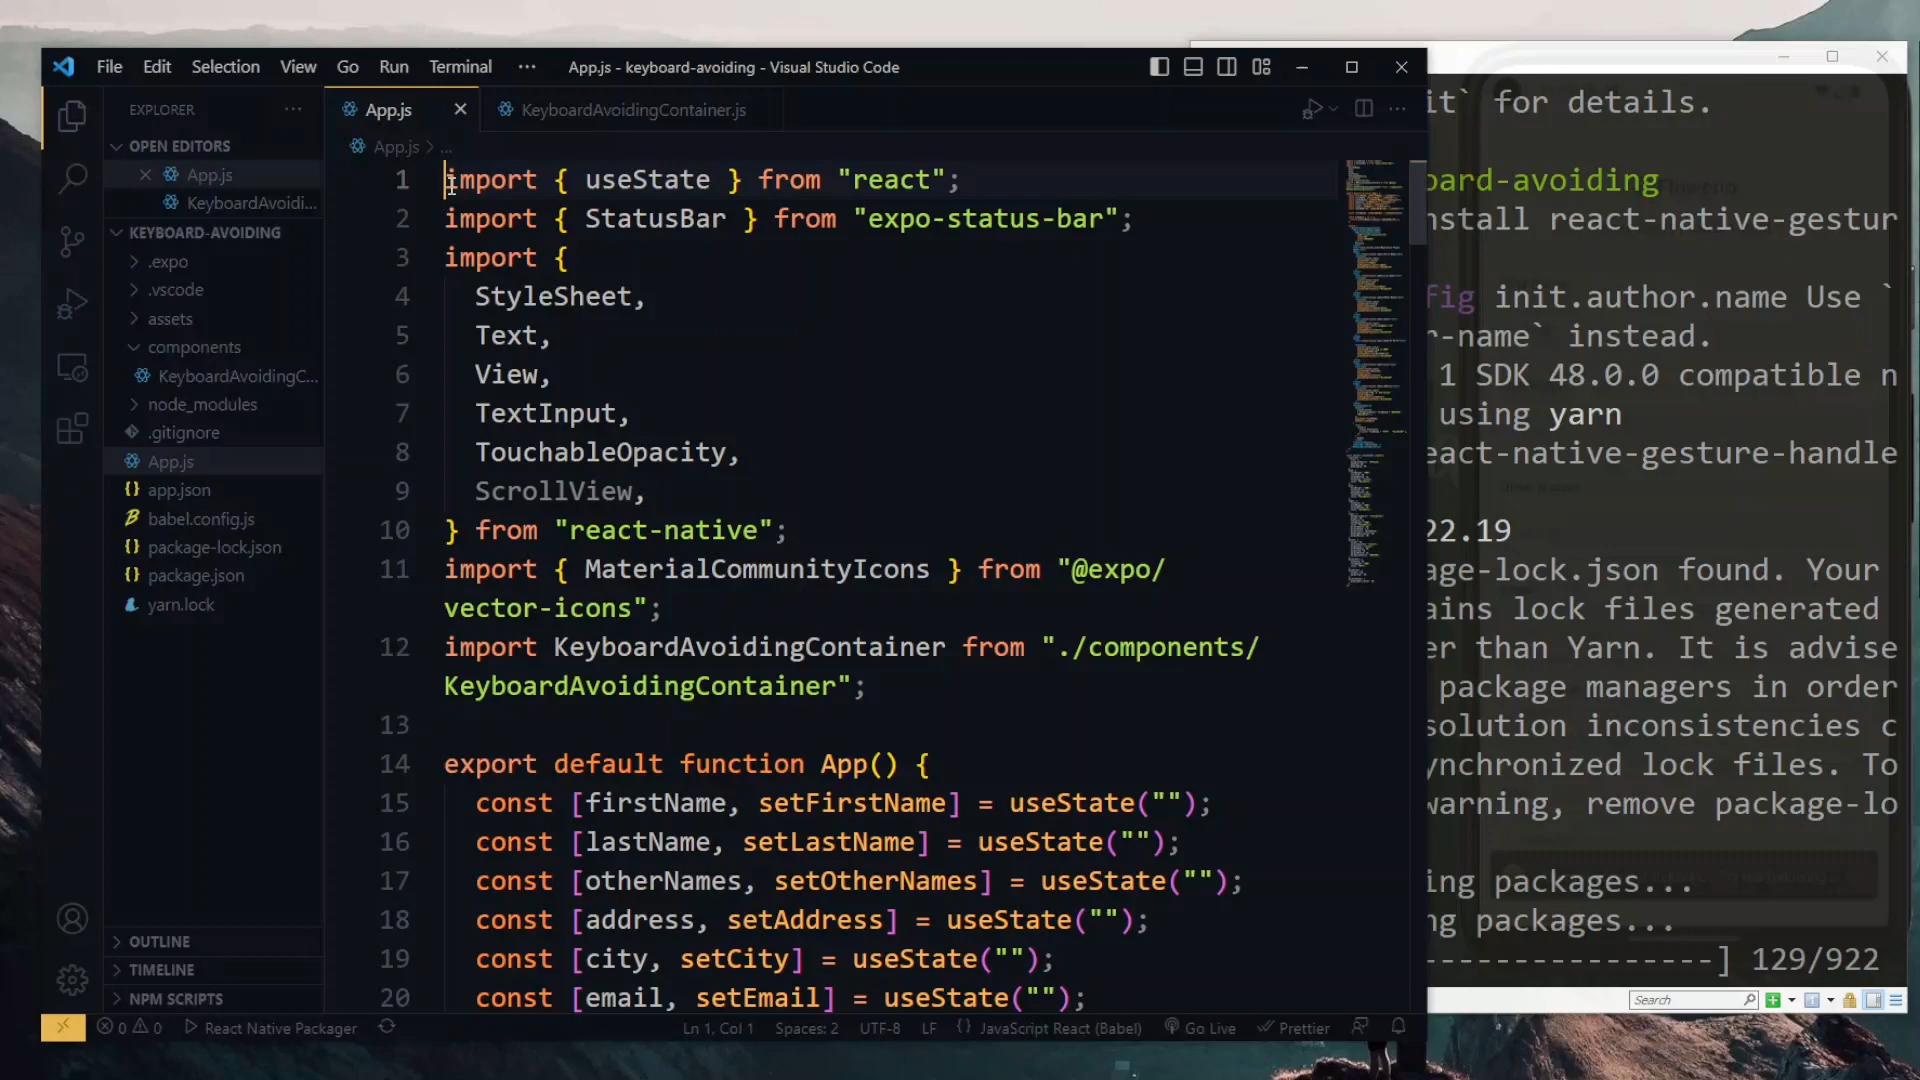 File Edit Selection View Go Run Terminal ··· App.js - keyboard-avoiding - Visual Studio Code
EXPLORER ···
OPEN EDITORS
App.js
KeyboardAvoidi...
KEYBOARD-AVOIDING
.expo
.vscode
assets
components
KeyboardAvoidingC...
node_modules
.gitignore
App.js
app.json
babel.config.js
package-lock.json
package.json
yarn.lock
OUTLINE
TIMELINE
NPM SCRIPTS
App.js KeyboardAvoidingContainer.js
App.js > ...
1 import { useState } from "react";
2 import { StatusBar } from "expo-status-bar";
3 import {
4 StyleSheet,
5 Text,
6 View,
7 TextInput,
8 TouchableOpacity,
9 ScrollView,
10 } from "react-native";
11 import { MaterialCommunityIcons } from "@expo/
vector-icons";
12 import KeyboardAvoidingContainer from "./components/
KeyboardAvoidingContainer";
13
14 export default function App() {
15 const [firstName, setFirstName] = useState("");
16 const [lastName, setLastName] = useState("");
17 const [otherNames, setOtherNames] = useState("");
18 const [address, setAddress] = useState("");
19 const [city, setCity] = useState("");
20 const [email, setEmail] = useState("");
0 0 React Native Packager Ln 1, Col 1 Spaces: 2 UTF-8 LF {} JavaScript React (Babel) Go Live Prettier
it` for details.
board-avoiding
nstall react-native-gestur
fig init.author.name Use `
r-name` instead.
1 SDK 48.0.0 compatible n
using yarn
eact-native-gesture-handle
22.19
age-lock.json found. Your
ains lock files generated
er than Yarn. It is advise
package managers in order
solution inconsistencies c
ynchronized lock files. To
warning, remove package-lo
ing packages...
ng packages...
----------------] 129/922
Search